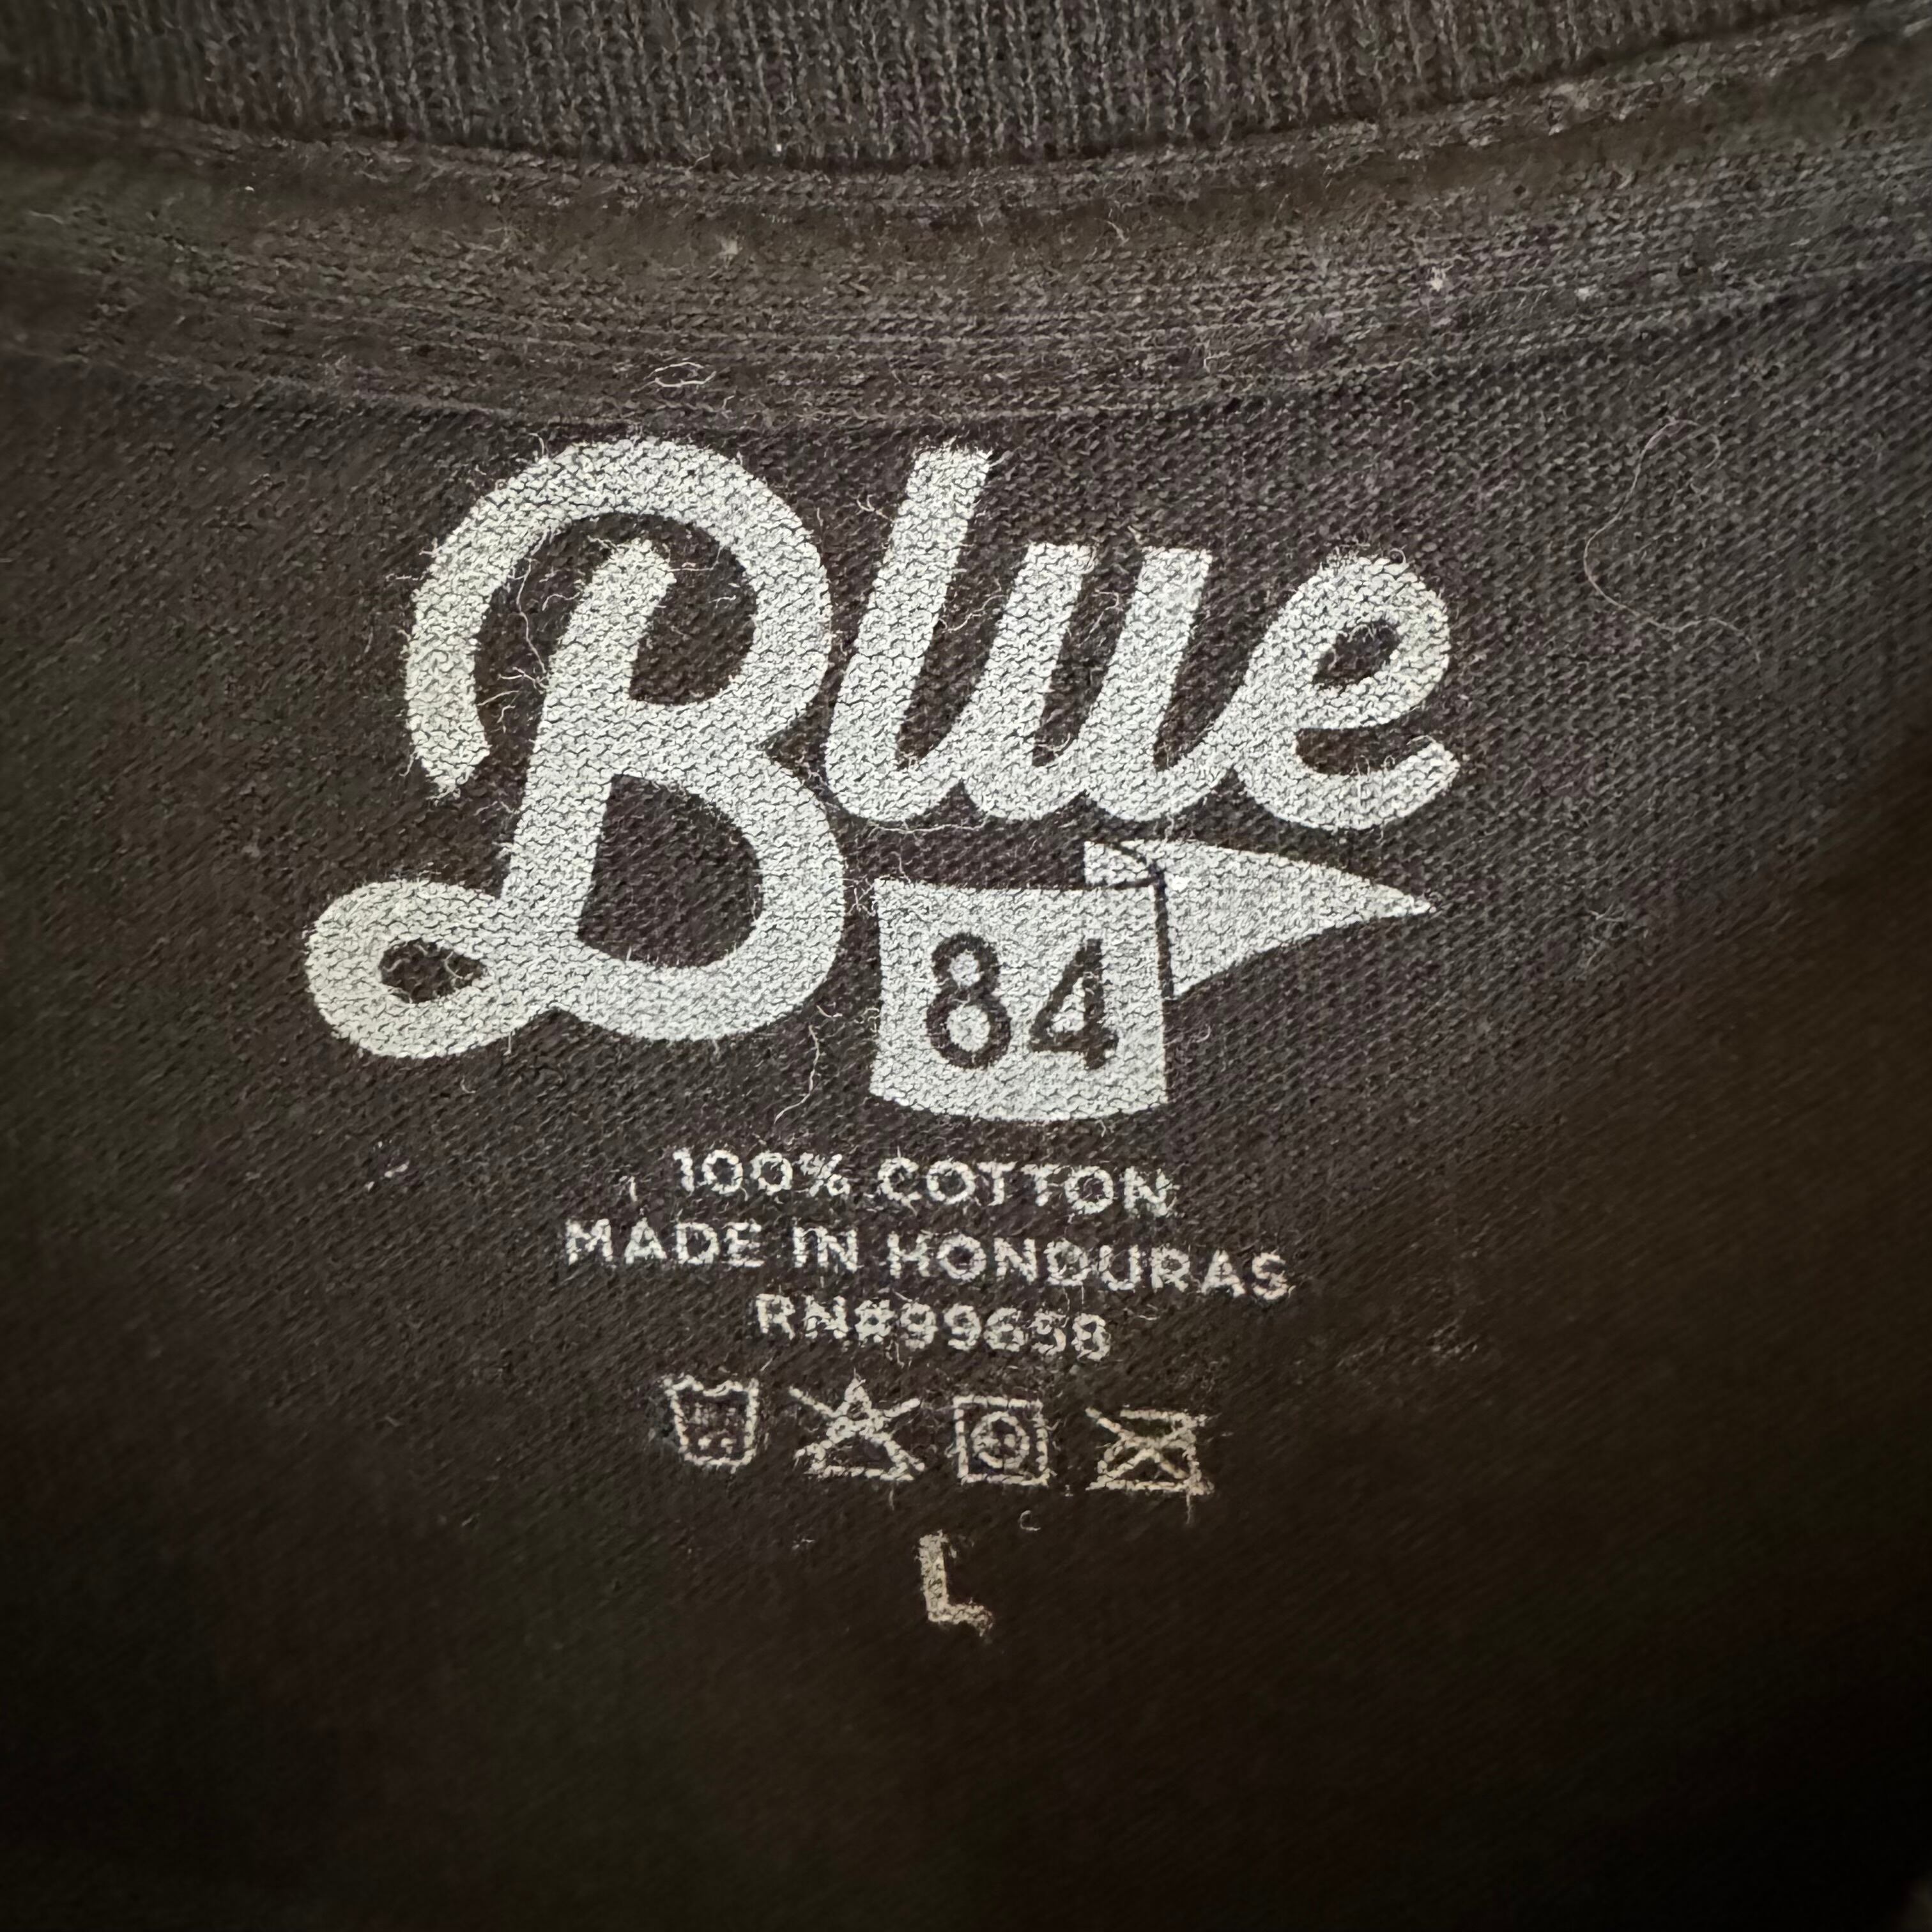 Blue
84
100% COTTON
MADE IN HONDURAS
RN#99658
L